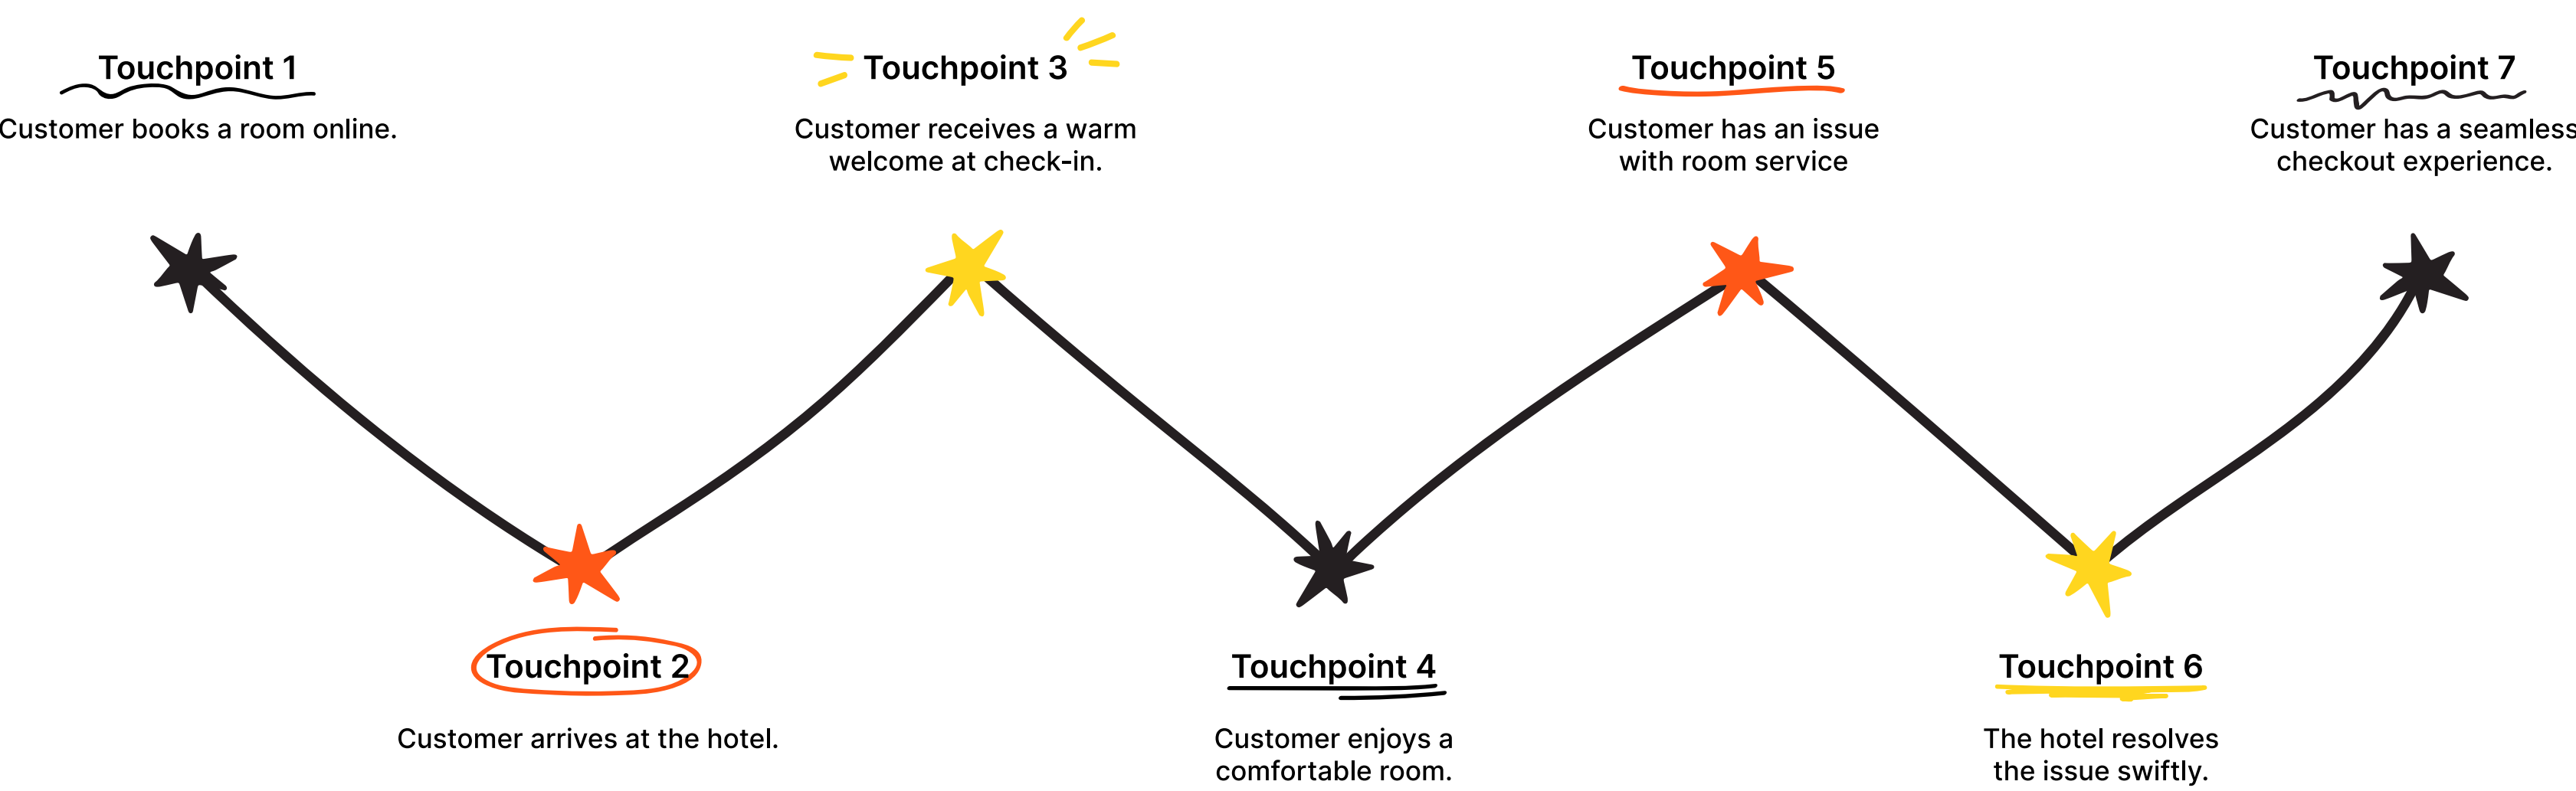 Touchpoint 1
Customer books a room online.
Touchpoint 2
Customer arrives at the hotel.
Touchpoint 3
Customer receives a warm
welcome at check-in.
Touchpoint 4
Customer enjoys a
comfortable room.
Touchpoint 5
Customer has an issue
with room service
Touchpoint 6
The hotel resolves
the issue swiftly.
Touchpoint 7
Customer has a seamless
checkout experience.